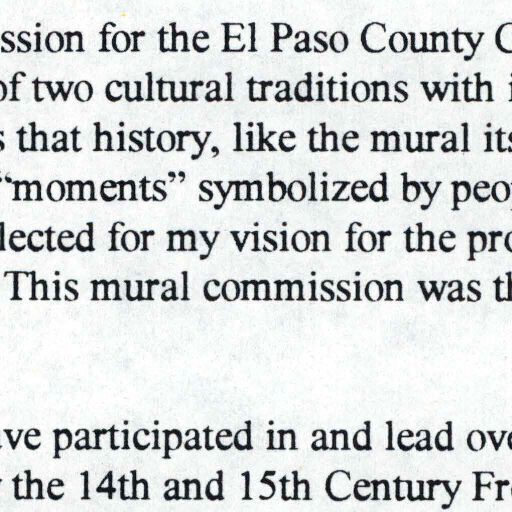 ssion for the El Paso County C
of two cultural traditions with i
s that history, like the mural its
"moments” symbolized by peop
lected for my vision for the pro
This mural commission was th
ave participated in and lead ove
the 14th and 15th Century Fre